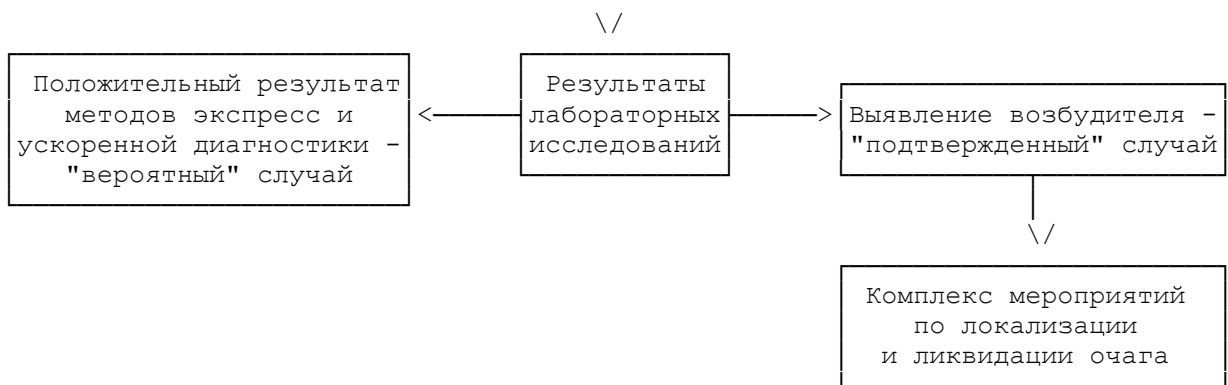 \/
Положительный результат
методов экспресс и
ускоренной диагностики -
"вероятный" случай
<
Результаты
лабораторных
исследований
>
Выявление возбудителя -
"подтвержденный" случай
\/
Комплекс мероприятий
по локализации
и ликвидации очага